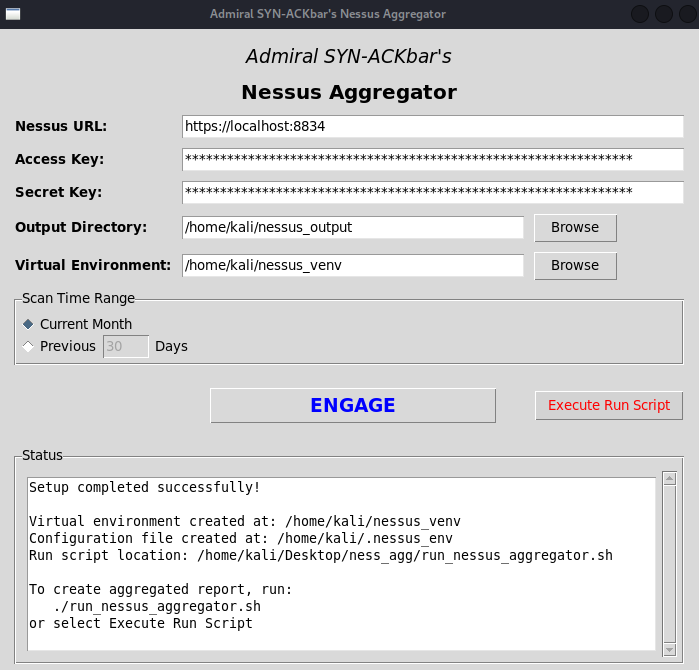 Admiral SYN-ACKbar's Nessus Aggregator
Admiral SYN-ACKbar's
Nessus Aggregator
Nessus URL: https://localhost:8834
Access Key: ****************************************************************
Secret Key: ****************************************************************
Output Directory: /home/kali/nessus_output Browse
Virtual Environment: /home/kali/nessus_venv Browse
Scan Time Range
Current Month
Previous 30 Days
ENGAGE Execute Run Script
Status
Setup completed successfully!
Virtual environment created at: /home/kali/nessus_venv
Configuration file created at: /home/kali/.nessus_env
Run script location: /home/kali/Desktop/ness_agg/run_nessus_aggregator.sh
To create aggregated report, run:
./run_nessus_aggregator.sh
or select Execute Run Script